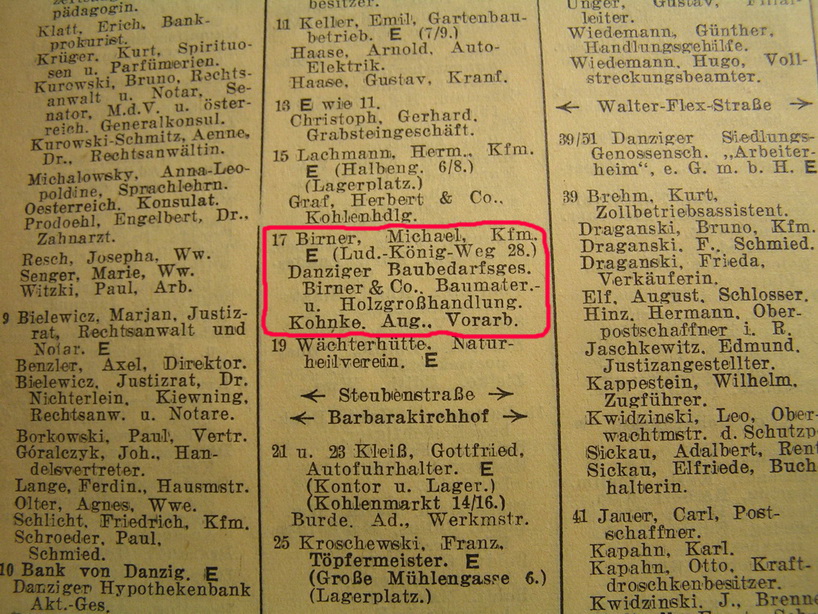 pädagogin.
Klatt, Erich, Bank-
prokurist.
Krüger, Kurt, Spirituo-
sen u. Parfümerien.
Kurowski, Bruno, Rechts-
anwalt u. Notar, Se-
nator, M.d.V. u. öster-
reich. Generalkonsul.
Kurowski-Schmitz, Aenne,
Dr., Rechtsanwältin.
Michalowsky, Anna-Leo-
poldine, Sprachlehrn.
Oesterreich. Konsulat.
Prodoehl, Engelbert, Dr.,
Zahnarzt.
Resch, Josepha, Ww.
Senger, Marie, Ww.
Witzki, Paul, Arb.
9 Bielewicz, Marjan, Justiz-
rat, Rechtsanwalt und
Notar. E
Benzler, Axel, Direktor.
Bielewicz, Justizrat, Dr.
Nichterlein, Kiewning,
Rechtsanw. u. Notare.
Borkowski, Paul, Vertr.
Góralczyk, Joh., Han-
delsvertreter.
Lange, Ferdin., Hausmstr.
Olter, Agnes, Wwe.
Schlicht, Friedrich, Kfm.
Schroeder, Paul,
Schmied.
10 Bank von Danzig. E
Danziger Hypothekenbank
Akt.-Ges.
besitzer.
11 Keller, Emil, Gartenbau-
betrieb. E (7/9.)
Haase, Arnold, Auto-
Elektrik.
Haase, Gustav, Kranf.
13 E wie 11.
Christoph, Gerhard,
Grabsteingeschäft.
15 Lachmann, Herm., Kfm.
E (Halbeng. 6/8.)
(Lagerplatz.)
Graf, Herbert & Co.,
Kohlenhdlg.
17 Birner, Michael, Kfm.
E (Lud.-König-Weg 28.)
Danziger Baubedarfsges.
Birner & Co., Baumater.-
u. Holzgroßhandlung.
Kohnke, Aug., Vorarb.
19 Wächterhütte, Natur-
heilverein. E
← Steubenstraße →
← Barbarakirchhof →
21 u. 23 Kleiß, Gottfried,
Autofuhrhalter. E
(Kontor u. Lager.)
(Kohlenmarkt 14/16.)
Burde, Ad., Werkmstr.
25 Kroschewski, Franz,
Töpfermeister. E
(Große Mühlengasse 6.)
(Lagerplatz.)
Unger, Gustav,
leiter.
Wiedemann, Günther,
Handlungsgehilfe.
Wiedemann, Hugo, Voll-
streckungsbeamter.
← Walter-Flex-Straße →
39/51 Danziger Siedlungs-
Genossensch. „Arbeiter-
heim“, e. G. m. b. H. E
39 Brehm, Kurt,
Zollbetriebsassistent.
Draganski, Bruno, Kfm.
Draganski, F., Schmied.
Draganski, Frieda,
Verkäuferin.
Elf, August, Schlosser.
Hinz, Hermann, Ober-
postschaffner i. R.
Jaschkewitz, Edmund,
Justizangestellter.
Kappestein, Wilhelm,
Zugführer.
Kwidzinski, Leo, Ober-
wachtmstr. d. Schutzp
Sickau, Adalbert, Rent
Sickau, Elfriede, Buch
halterin.
41 Jauer, Carl, Post-
schaffner.
Kapahn, Karl.
Kapahn, Otto, Kraft-
droschkenbesitzer.
Kwidzinski, J., Brenne